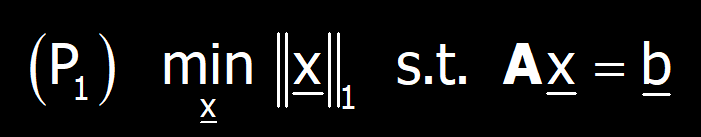 (P₁) min ‖x̲‖₁ s.t. Ax̲ = b̲
x̲